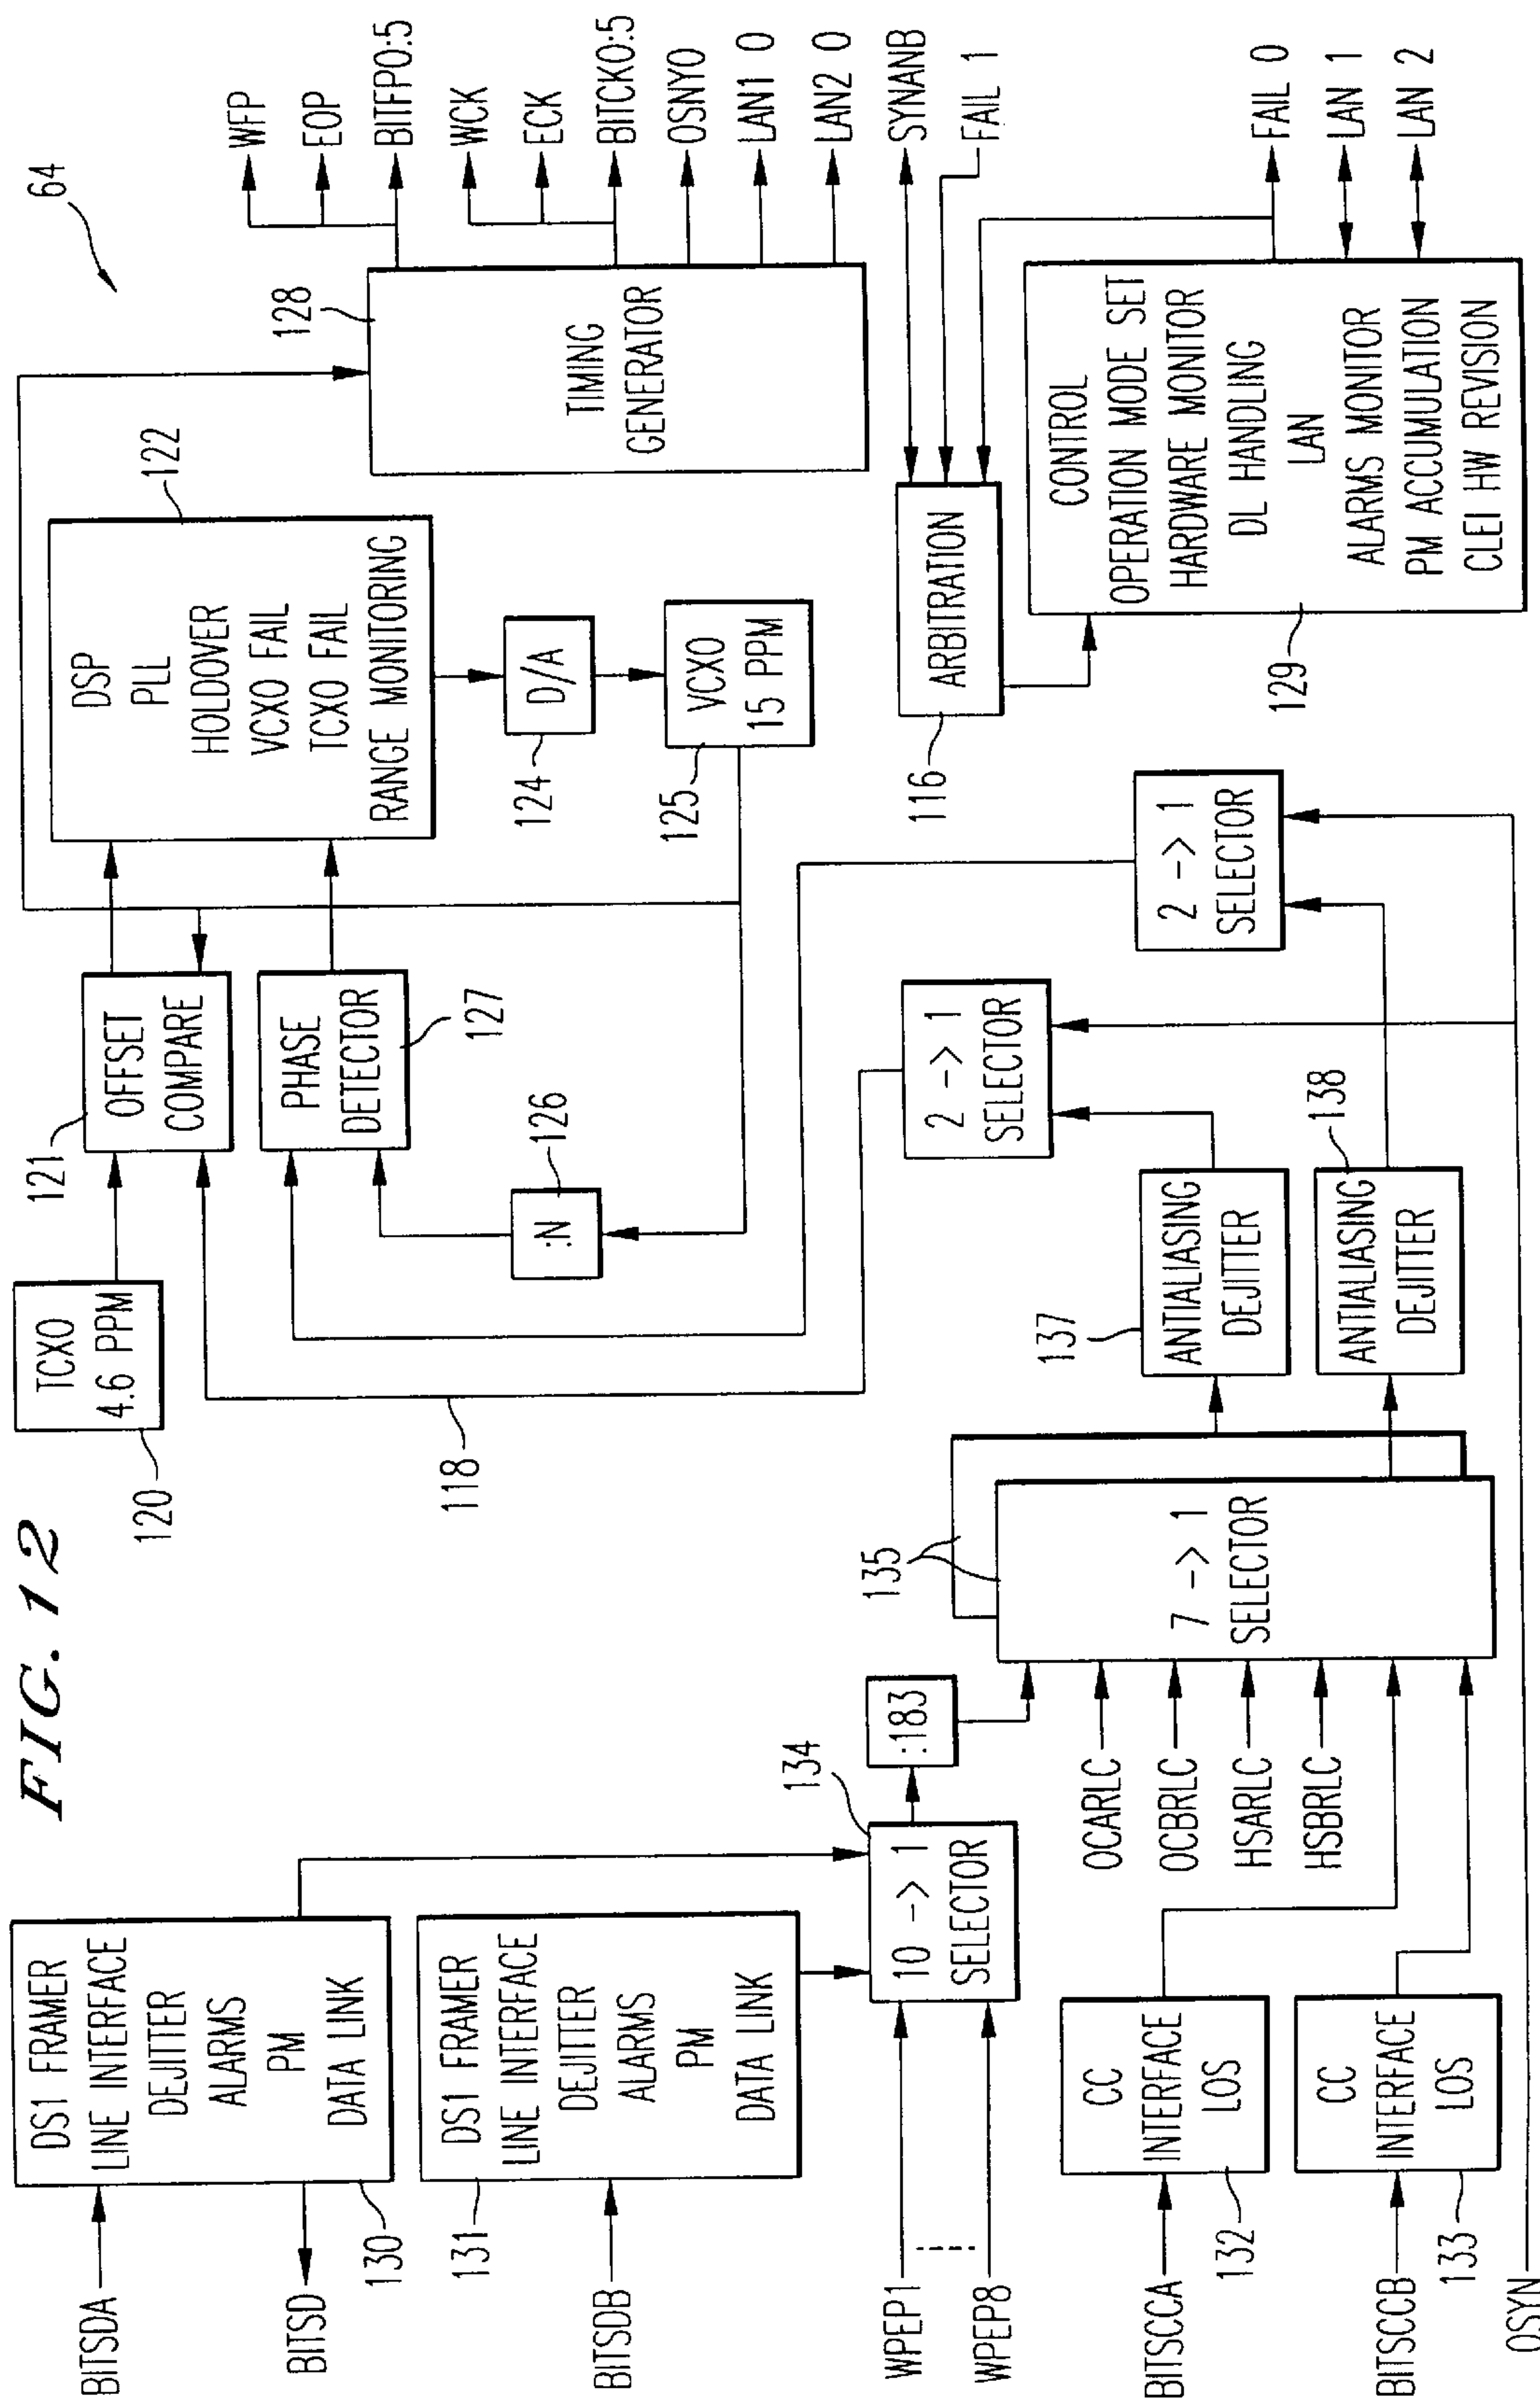 FIG. 12
64
BITSDA
BITSD
DS1 FRAMER
LINE INTERFACE
DEJITTER
ALARMS
PM
DATA LINK
130
BITSDB
DS1 FRAMER
LINE INTERFACE
DEJITTER
ALARMS
PM
DATA LINK
131
WPEP1
WPEP8
10 -> 1
SELECTOR
134
:183
BITSCCA
CC
INTERFACE
LOS
132
BITSCCB
CC
INTERFACE
LOS
133
OSYN
OCARLC
OCBRLC
HSARLC
HSBRLC
7 -> 1
SELECTOR
135
ANTIALIASING
DEJITTER
137
ANTIALIASING
DEJITTER
138
2 -> 1
SELECTOR
2 -> 1
SELECTOR
118
TCXO
4.6 PPM
120
OFFSET
COMPARE
121
PHASE
DETECTOR
127
:N
126
DSP
PLL
HOLDOVER
VCXO FAIL
TCXO FAIL
RANGE MONITORING
122
D/A
124
VCXO
15 PPM
125
TIMING
GENERATOR
128
WFP
EOP
BITFP0:5
WCK
ECK
BITCK0:5
OSNYO
LAN1 0
LAN2 0
ARBITRATION
116
SYNANB
FAIL 1
CONTROL
OPERATION MODE SET
HARDWARE MONITOR
DL HANDLING
LAN
ALARMS MONITOR
PM ACCUMULATION
CLEI HW REVISION
129
FAIL 0
LAN 1
LAN 2